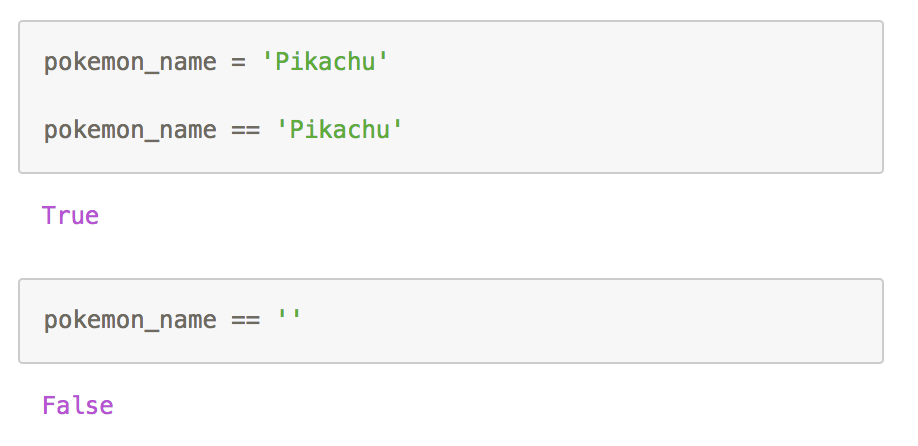 pokemon_name = 'Pikachu'
pokemon_name == 'Pikachu'
True
pokemon_name == ''
False